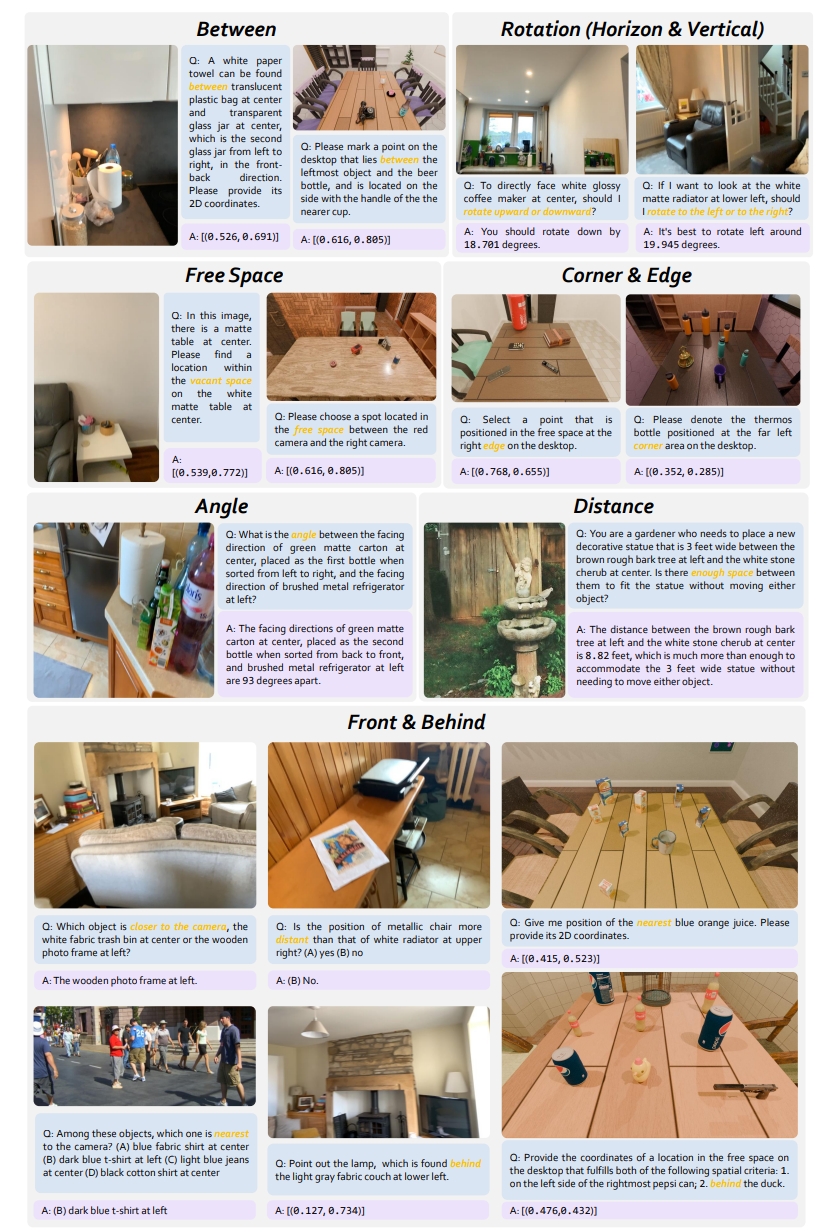 Between
Q: A white paper
towel can be found
between translucent
plastic bag at center
and transparent
glass jar at center,
which is the second
glass jar from left to
right, in the front-
back direction.
Please provide its
2D coordinates.
A: [(0.526, 0.691)]
Q: Please mark a point on the
desktop that lies between the
leftmost object and the beer
bottle, and is located on the
side with the handle of the the
nearer cup.
A: [(0.616, 0.805)]
Rotation (Horizon & Vertical)
Q: To directly face white glossy
coffee maker at center, should I
rotate upward or downward?
A: You should rotate down by
18.701 degrees.
Q: If I want to look at the white
matte radiator at lower left, should
I rotate to the left or to the right?
A: It's best to rotate left around
19.945 degrees.
Free Space
Q: In this image,
there is a matte
table at center.
Please find a
location within
the vacant space
on the white
matte table at
center.
A:
[(0.539,0.772)]
Q: Please choose a spot located in
the free space between the red
camera and the right camera.
A: [(0.616, 0.805)]
Corner & Edge
Q: Select a point that is
positioned in the free space at the
right edge on the desktop.
A: [(0.768, 0.655)]
Q: Please denote the thermos
bottle positioned at the far left
corner area on the desktop.
A: [(0.352, 0.285)]
Angle
Q: What is the angle between the facing
direction of green matte carton at
center, placed as the first bottle when
sorted from left to right, and the facing
direction of brushed metal refrigerator
at left?
A: The facing directions of green matte
carton at center, placed as the second
bottle when sorted from back to front,
and brushed metal refrigerator at left
are 93 degrees apart.
Distance
Q: You are a gardener who needs to place a new
decorative statue that is 3 feet wide between the
brown rough bark tree at left and the white stone
cherub at center. Is there enough space between
them to fit the statue without moving either
object?
A: The distance between the brown rough bark
tree at left and the white stone cherub at center
is 8.82 feet, which is much more than enough to
accommodate the 3 feet wide statue without
needing to move either object.
Front & Behind
Q: Which object is closer to the camera, the
white fabric trash bin at center or the wooden
photo frame at left?
A: The wooden photo frame at left.
Q: Is the position of metallic chair more
distant than that of white radiator at upper
right? (A) yes (B) no
A: (B) No.
Q: Give me position of the nearest blue orange juice. Please
provide its 2D coordinates.
A: [(0.415, 0.523)]
Q: Among these objects, which one is nearest
to the camera? (A) blue fabric shirt at center
(B) dark blue t-shirt at left (C) light blue jeans
at center (D) black cotton shirt at center
A: (B) dark blue t-shirt at left
Q: Point out the lamp, which is found behind
the light gray fabric couch at lower left.
A: [(0.127, 0.734)]
Q: Provide the coordinates of a location in the free space on
the desktop that fulfills both of the following spatial criteria: 1.
on the left side of the rightmost pepsi can; 2. behind the duck.
A: [(0.476,0.432)]